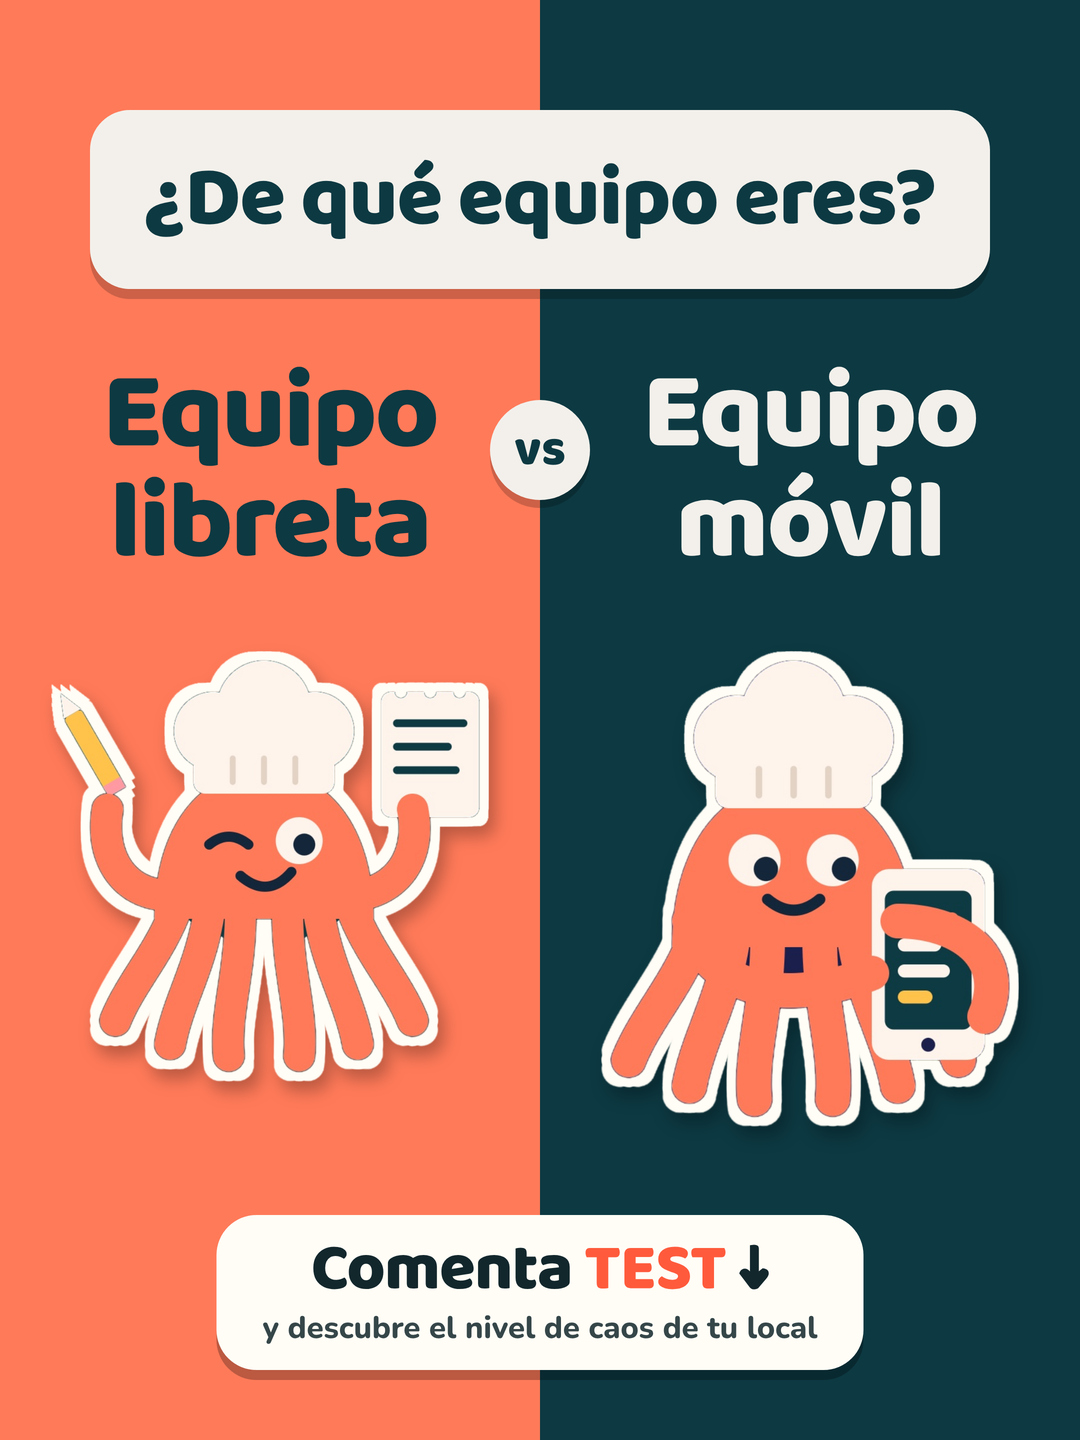 ¿De qué equipo eres?
Equipo
libreta
vs
Equipo
móvil
Comenta TEST ↓
y descubre el nivel de caos de tu local